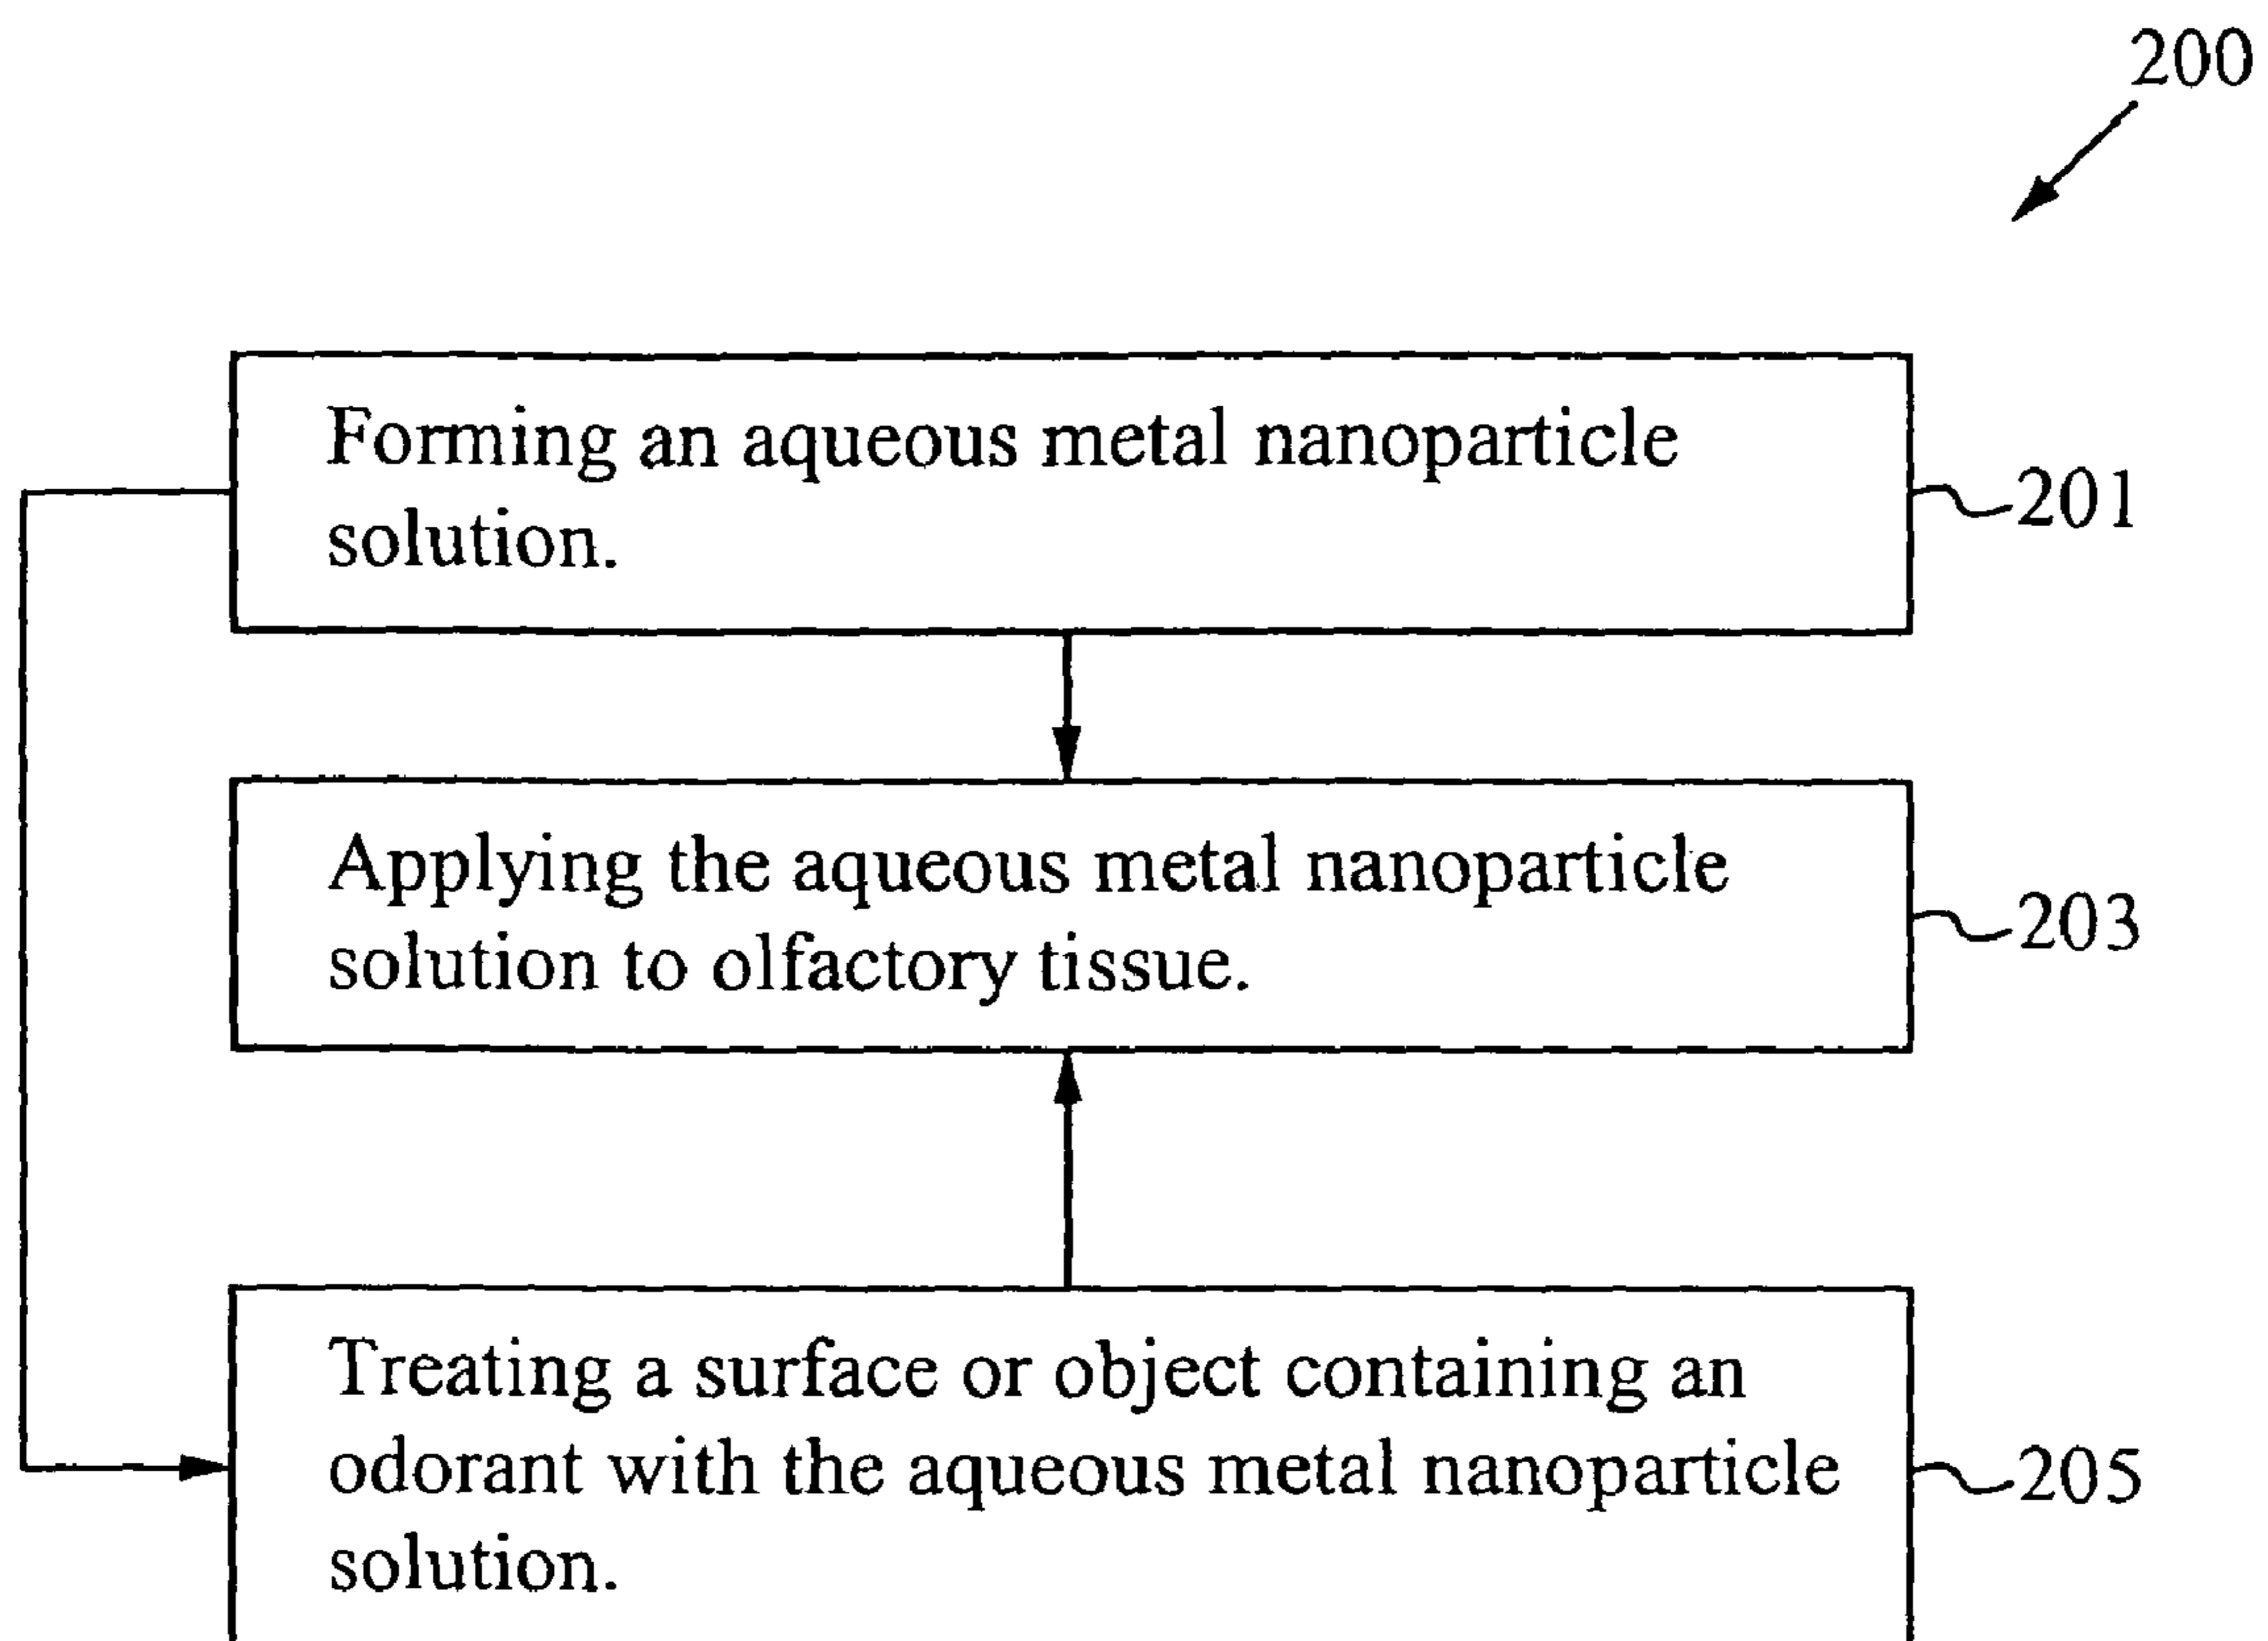 200
Forming an aqueous metal nanoparticle
solution.
201
Applying the aqueous metal nanoparticle
solution to olfactory tissue.
203
Treating a surface or object containing an
odorant with the aqueous metal nanoparticle
solution.
205